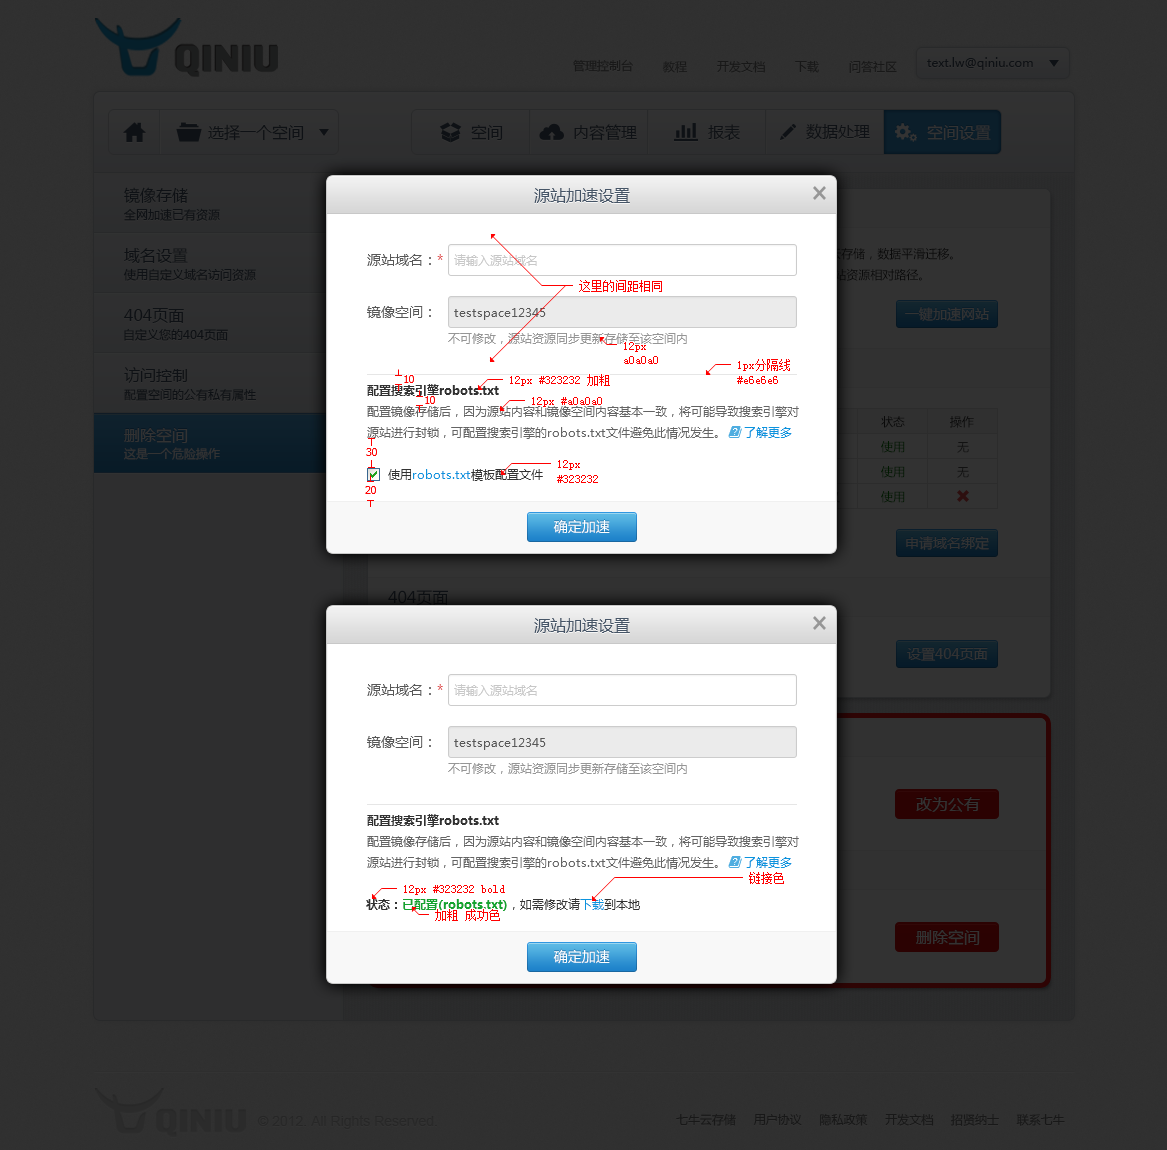 QINIU
管理控制台 教程 开发文档 下载 问答社区 text.lw@qiniu.com
选择一个空间 空间 内容管理 报表 数据处理 空间设置
镜像存储
全网加速已有资源
域名设置
使用自定义域名访问资源
404页面
自定义您的404页面
访问控制
配置空间的公有私有属性
删除空间
这是一个危险操作
源站加速设置
源站域名：* 请输入源站域名
这里的间距相同
镜像空间： testspace12345
不可修改，源站资源同步更新存储至该空间内
12px
a0a0a0
1px分隔线
#e6e6e6
10
12px #323232 加粗
配置搜索引擎robots.txt
10
12px #a0a0a0
配置镜像存储后，因为源站内容和镜像空间内容基本一致，将可能导致搜索引擎对
源站进行封锁，可配置搜索引擎的robots.txt文件避免此情况发生。 了解更多
30
12px
#323232
使用robots.txt模板配置文件
20
确定加速
存储，数据平滑迁移。
站资源相对路径。
一键加速网站
状态 操作
使用 无
使用 无
使用
申请域名绑定
404页面
设置404页面
源站加速设置
源站域名：* 请输入源站域名
镜像空间： testspace12345
不可修改，源站资源同步更新存储至该空间内
配置搜索引擎robots.txt
配置镜像存储后，因为源站内容和镜像空间内容基本一致，将可能导致搜索引擎对
源站进行封锁，可配置搜索引擎的robots.txt文件避免此情况发生。 了解更多
链接色
12px #323232 bold
状态：已配置(robots.txt)，如需修改请下载到本地
加粗 成功色
确定加速
改为公有
删除空间
QINIU © 2012. All Rights Reserved.
七牛云存储 用户协议 隐私政策 开发文档 招贤纳士 联系七牛